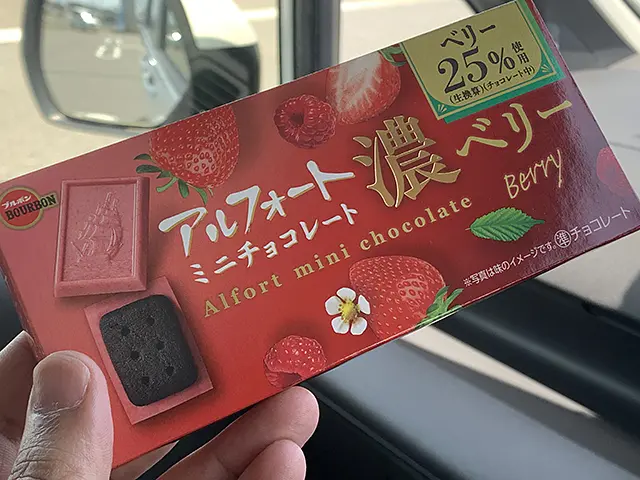 ブルボン
BOURBON
アルフォート
ミニチョコレート
Alfort mini chocolate
濃ベリー
Berry
ベリー
25%使用
(生換算)(チョコレート中)
※写真は味のイメージです。
準チョコレート